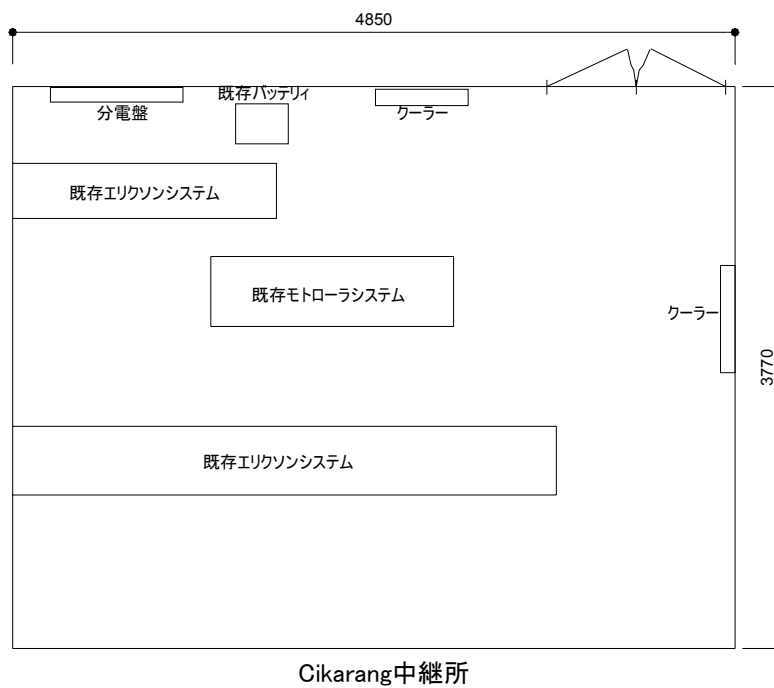 4850
既存バッテリィ
分電盤
クーラー
既存エリクソンシステム
既存モトローラシステム
クーラー
3770
既存エリクソンシステム
Cikarang中継所